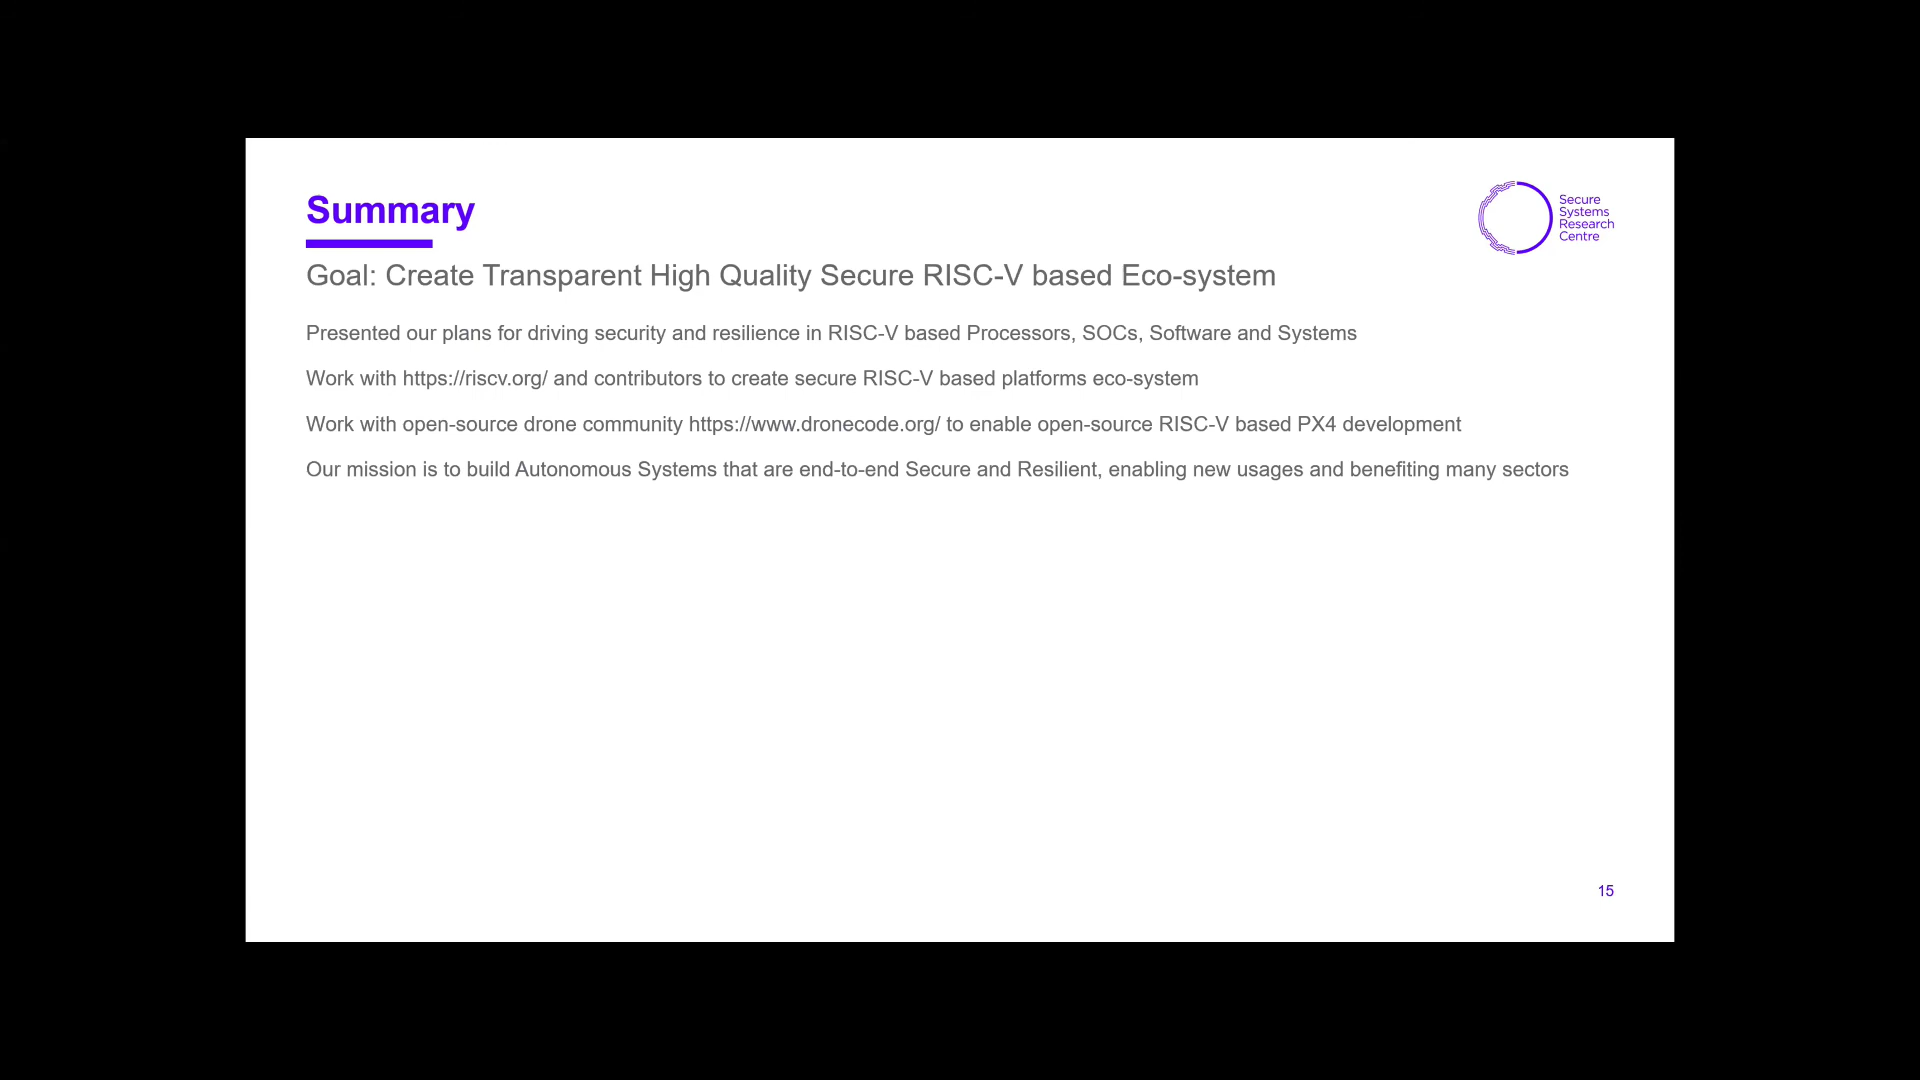 Summary
Secure
Systems
Research
Centre
Goal: Create Transparent High Quality Secure RISC-V based Eco-system
Presented our plans for driving security and resilience in RISC-V based Processors, SOCs, Software and Systems
Work with https://riscv.org/ and contributors to create secure RISC-V based platforms eco-system
Work with open-source drone community https://www.dronecode.org/ to enable open-source RISC-V based PX4 development
Our mission is to build Autonomous Systems that are end-to-end Secure and Resilient, enabling new usages and benefiting many sectors
15